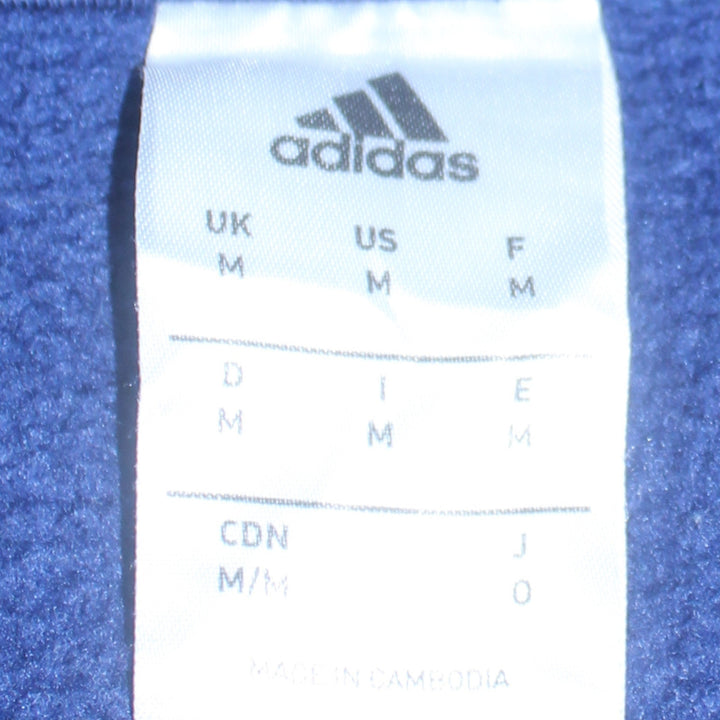 adidas
UK US F
M M M
D I E
M M M
CDN J
M/M O
MADE IN CAMBODIA